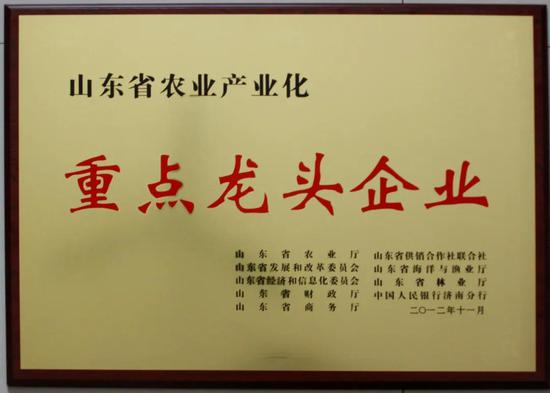 山东省农业产业化
重点龙头企业
山东省农业厅 山东省供销合作社联合社
山东省发展和改革委员会 山东省海洋与渔业厅
山东省经济和信息化委员会 山东省林业厅
山东省财政厅 中国人民银行济南分行
山东省商务厅 二〇一二年十一月